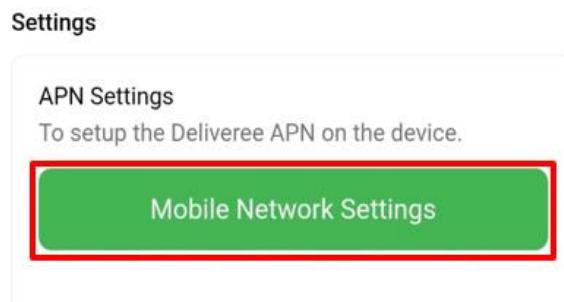 Settings
APN Settings
To setup the Deliveree APN on the device.
Mobile Network Settings